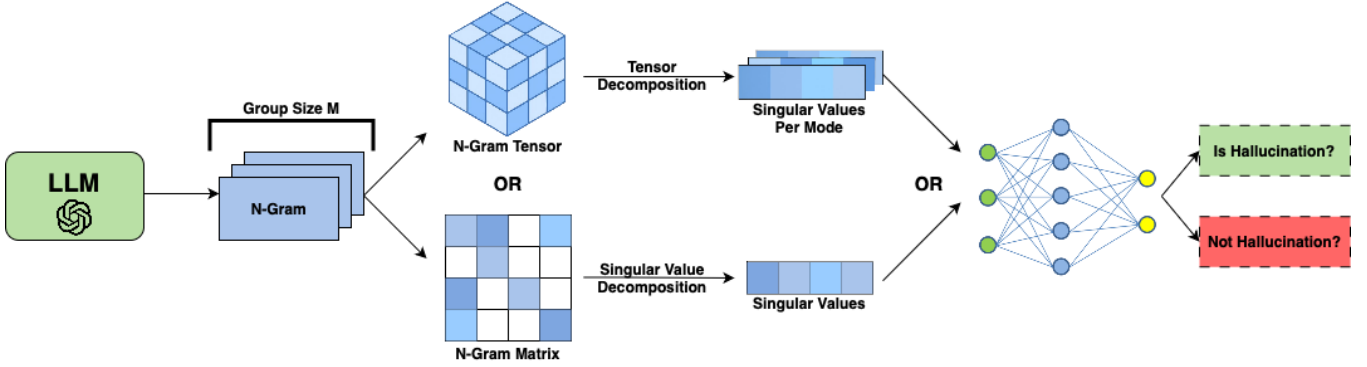 LLM
Group Size M
N-Gram
N-Gram Tensor
OR
N-Gram Matrix
Tensor
Decomposition
Singular Value
Decomposition
Singular Values
Per Mode
Singular Values
OR
Is Hallucination?
Not Hallucination?